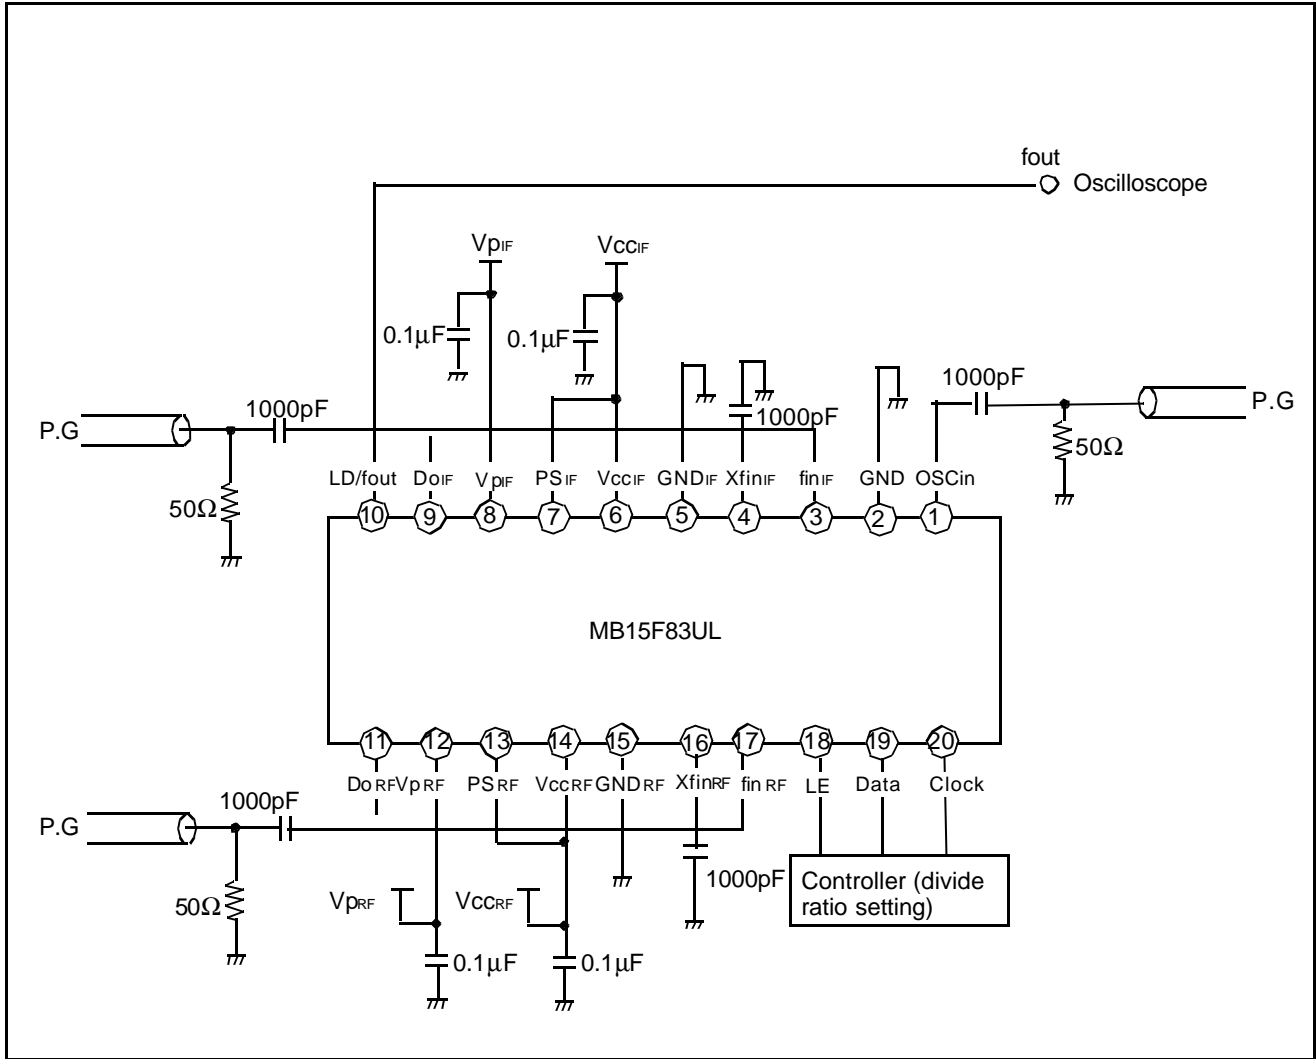 fout
Oscilloscope
VpIF
VccIF
0.1µF
0.1µF
1000pF
P.G
1000pF
1000pF
P.G
50Ω
50Ω
LD/fout DoIF VpIF PSIF VccIF GNDIF XfinIF finIF GND OSCin
10 9 8 7 6 5 4 3 2 1
MB15F83UL
11 12 13 14 15 16 17 18 19 20
DoRF VpRF PSRF VccRF GNDRF XfinRF finRF LE Data Clock
1000pF
P.G
50Ω
VpRF
VccRF
1000pF
Controller (divide
ratio setting)
0.1µF
0.1µF